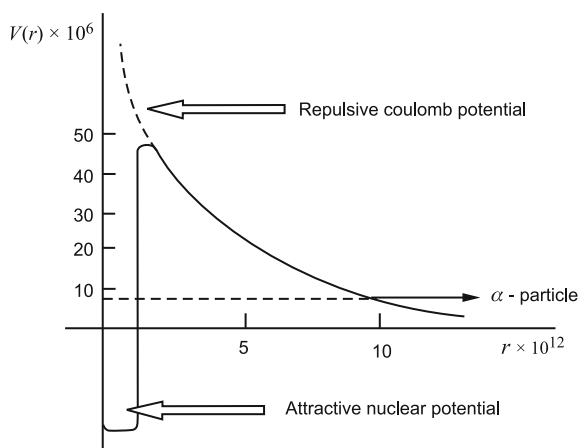 V(r) × 10⁶
Repulsive coulomb potential
50
40
30
20
10
α - particle
5
10
r × 10¹²
Attractive nuclear potential